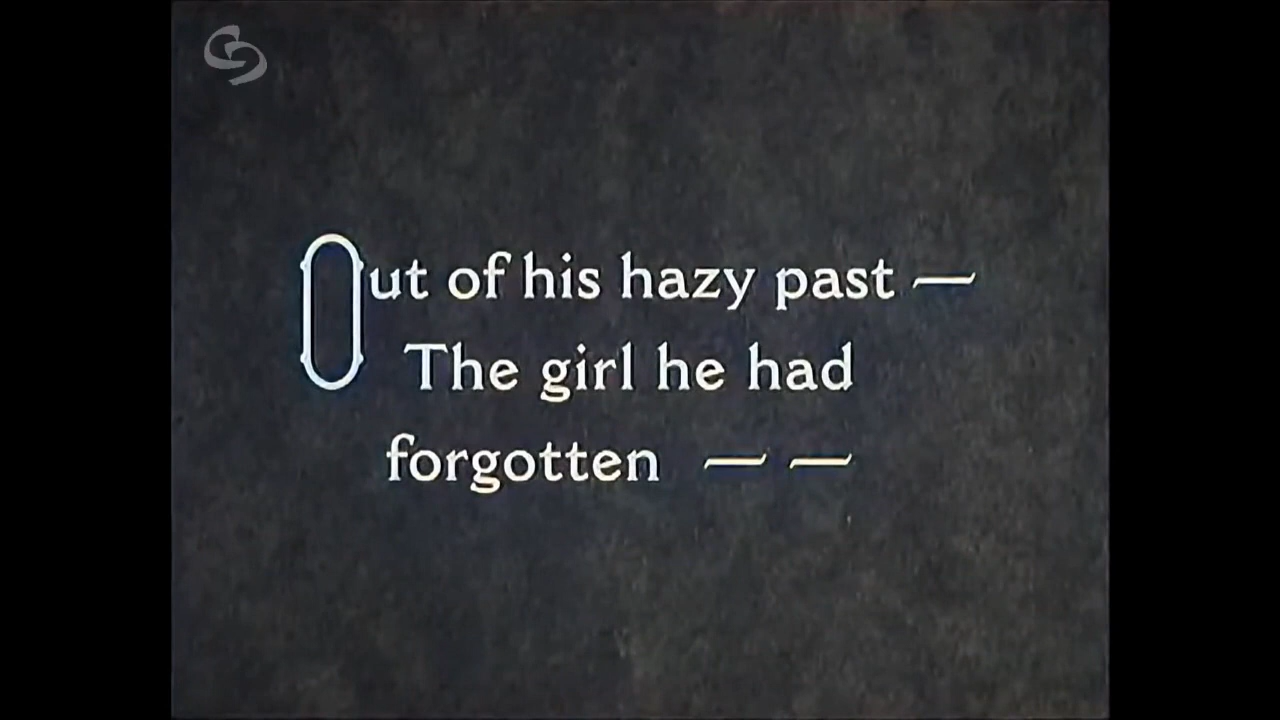 Out of his hazy past —
The girl he had
forgotten — —